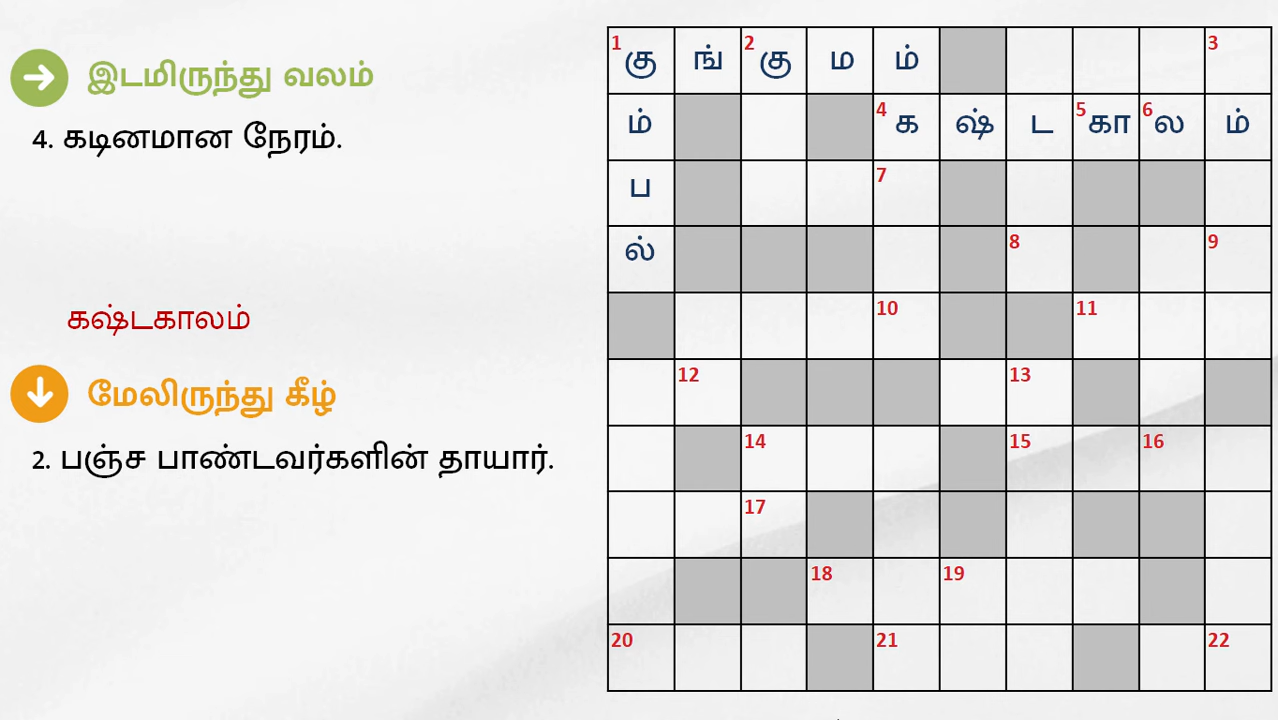 இடமிருந்து வலம்
4. கடினமான நேரம்.
கஷ்டகாலம்
மேலிருந்து கீழ்
2. பஞ்ச பாண்டவர்களின் தாயார்.
1 கு ங் 2 கு ம ம் 3
ம் 4 க ஷ் ட 5 கா 6 ல ம்
ப 7
ல் 8 9
10 11
12 13
14 15 16
17
18 19
20 21 22